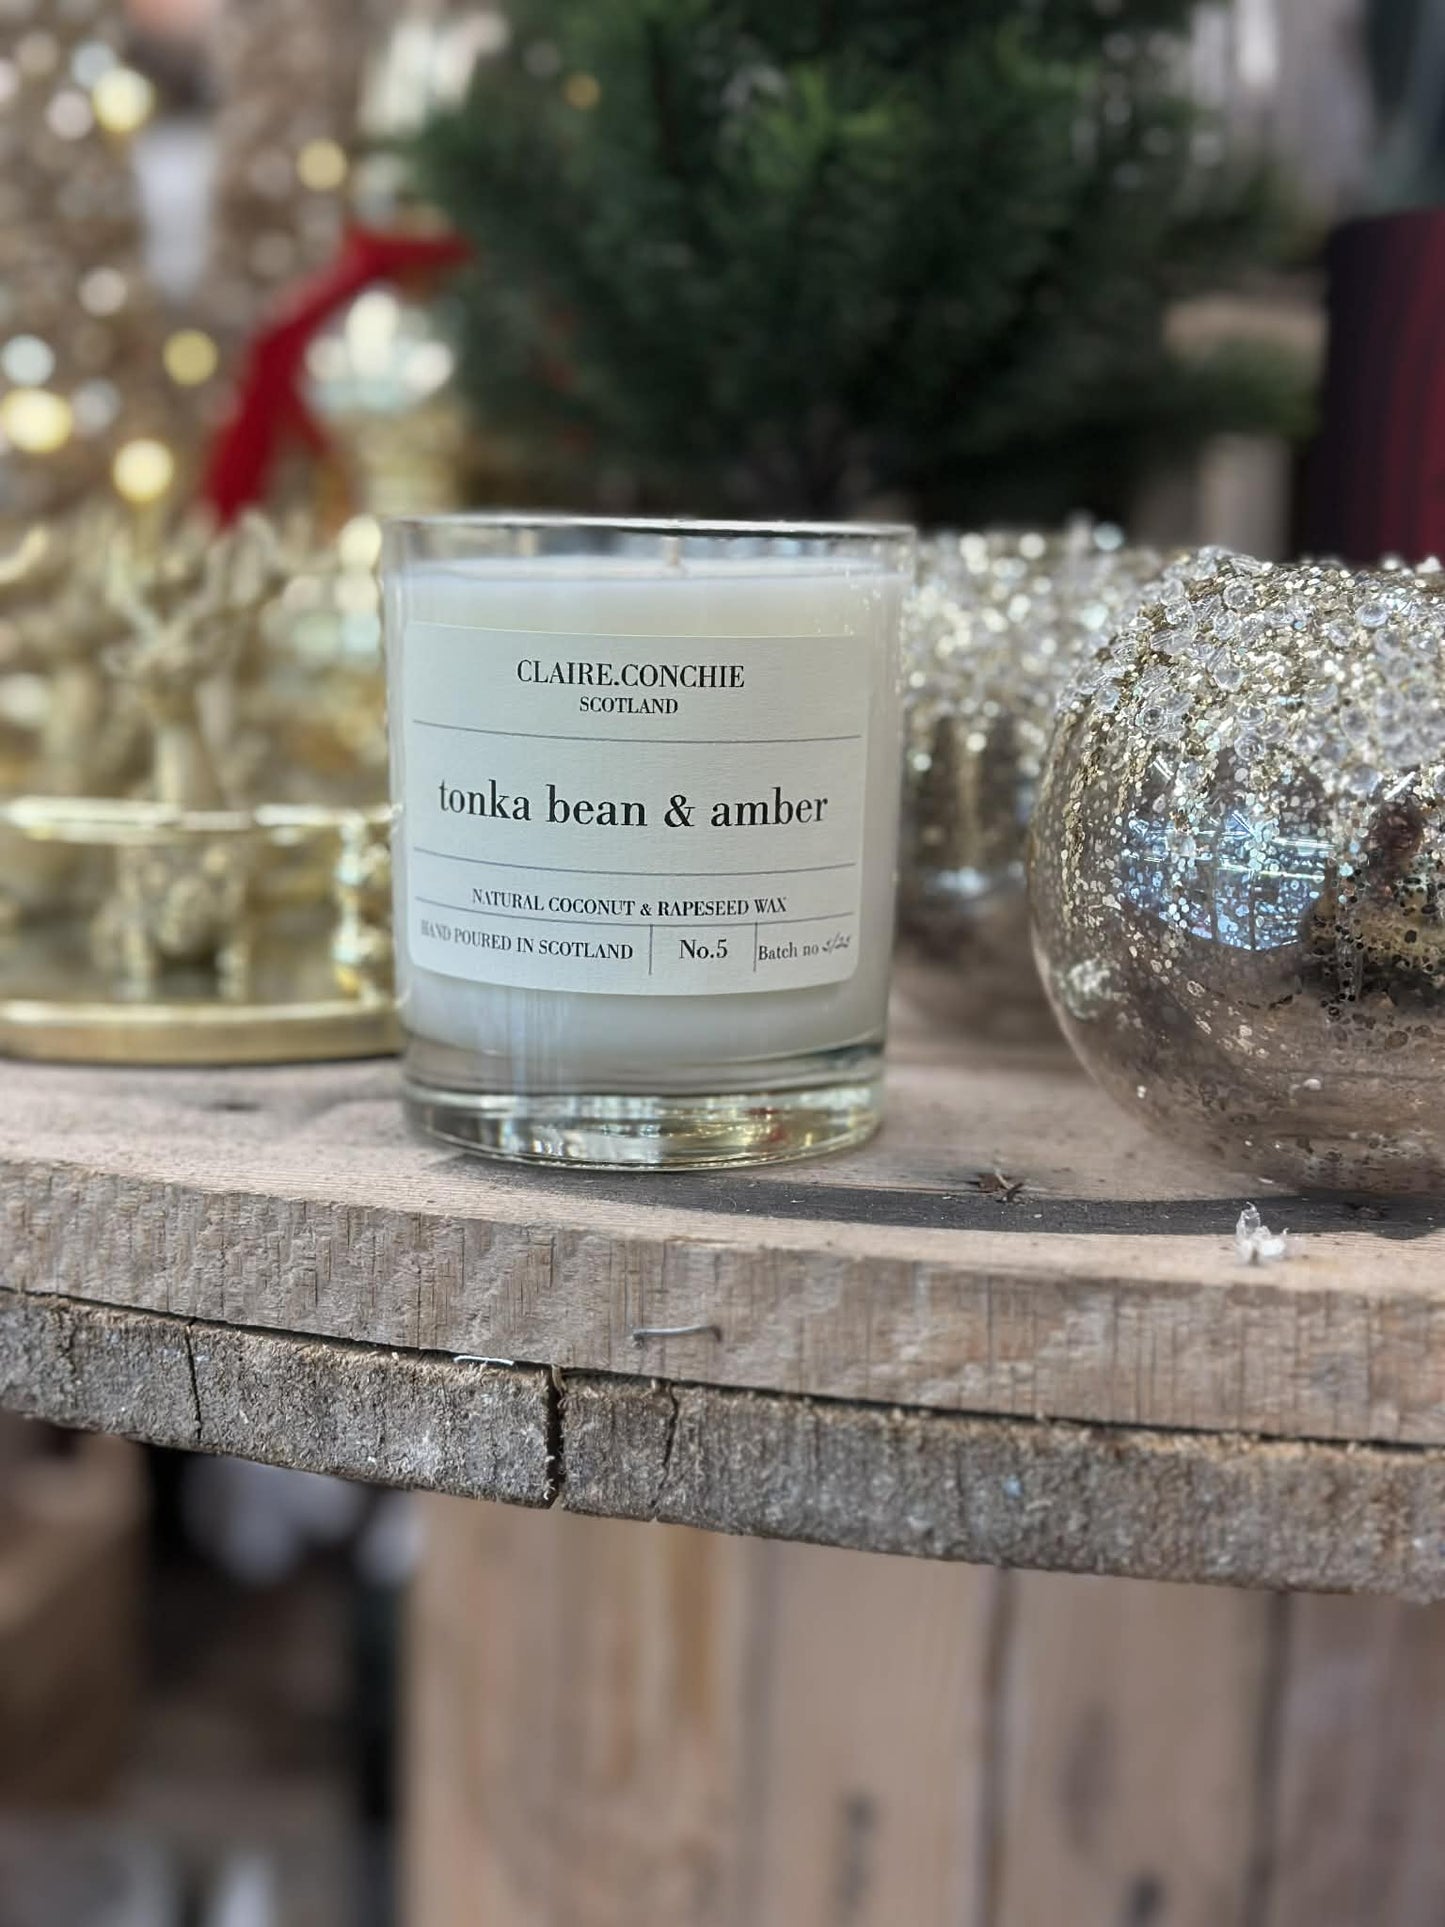 CLAIRE.CONCHIE
SCOTLAND
tonka bean & amber
NATURAL COCONUT & RAPESEED WAX
HAND POURED IN SCOTLAND No.5 Batch no